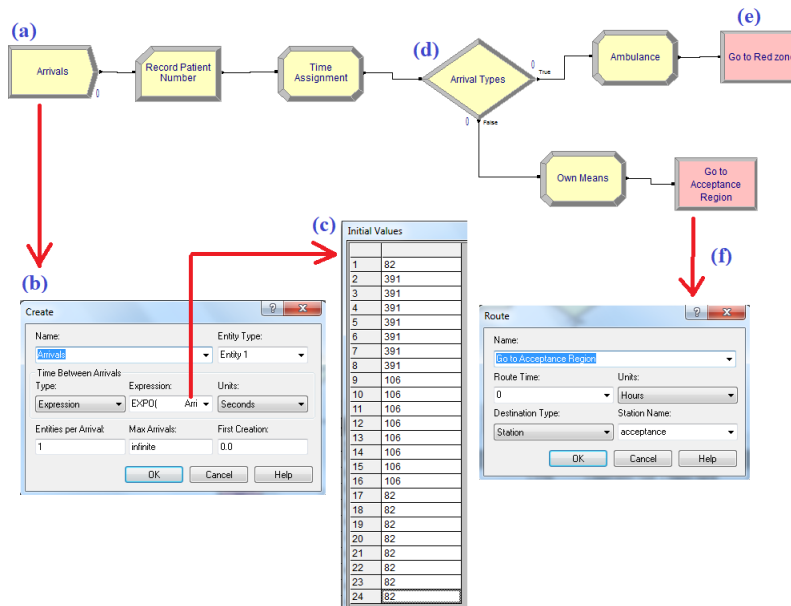 (a)
(d)
(e)
Arrivals
0
Record Patient
Number
Time
Assignment
Arrival Types
0
True
0
False
Ambulance
Go to Red zone
Own Means
Go to
Acceptance
Region
(b)
(c)
(f)
Create
?
Name:
Entity Type:
Arrivals
Entity 1
Time Between Arrivals
Type:
Expression:
Units:
Expression
EXPO( Arri
Seconds
Entities per Arrival:
Max Arrivals:
First Creation:
1
infinite
0.0
OK
Cancel
Help
Initial Values
1 82
2 391
3 391
4 391
5 391
6 391
7 391
8 391
9 106
10 106
11 106
12 106
13 106
14 106
15 106
16 106
17 82
18 82
19 82
20 82
21 82
22 82
23 82
24 82
Route
?
Name:
Go to Acceptance Region
Route Time:
Units:
0
Hours
Destination Type:
Station Name:
Station
acceptance
OK
Cancel
Help